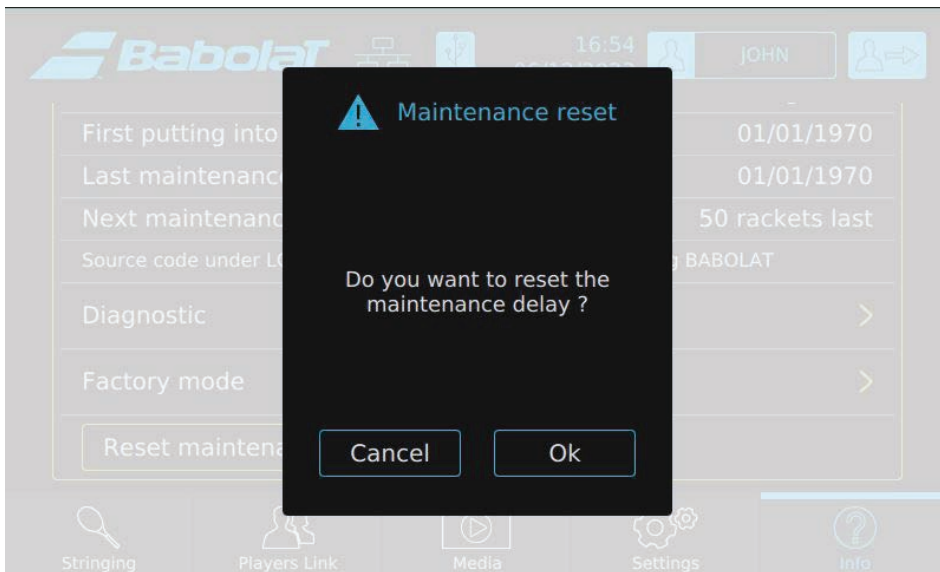 BabolaT
16:54
JOHN
Maintenance reset
First putting into
01/01/1970
Last maintenanc
01/01/1970
Next maintenanc
50 rackets last
Source code under
BABOLAT
Do you want to reset the
maintenance delay ?
Diagnostic
Factory mode
Reset maintena
Cancel
Ok
Stringing
Players Link
Media
Settings
Info